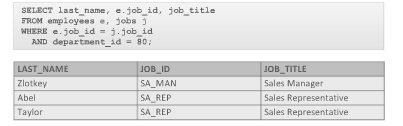 SELECT last_name, e.job_id, job_title
FROM employees e, jobs j
WHERE e.job_id = j.job_id
AND department_id = 80;
LAST_NAME JOB_ID JOB_TITLE
Zlotkey SA_MAN Sales Manager
Abel SA_REP Sales Representative
Taylor SA_REP Sales Representative